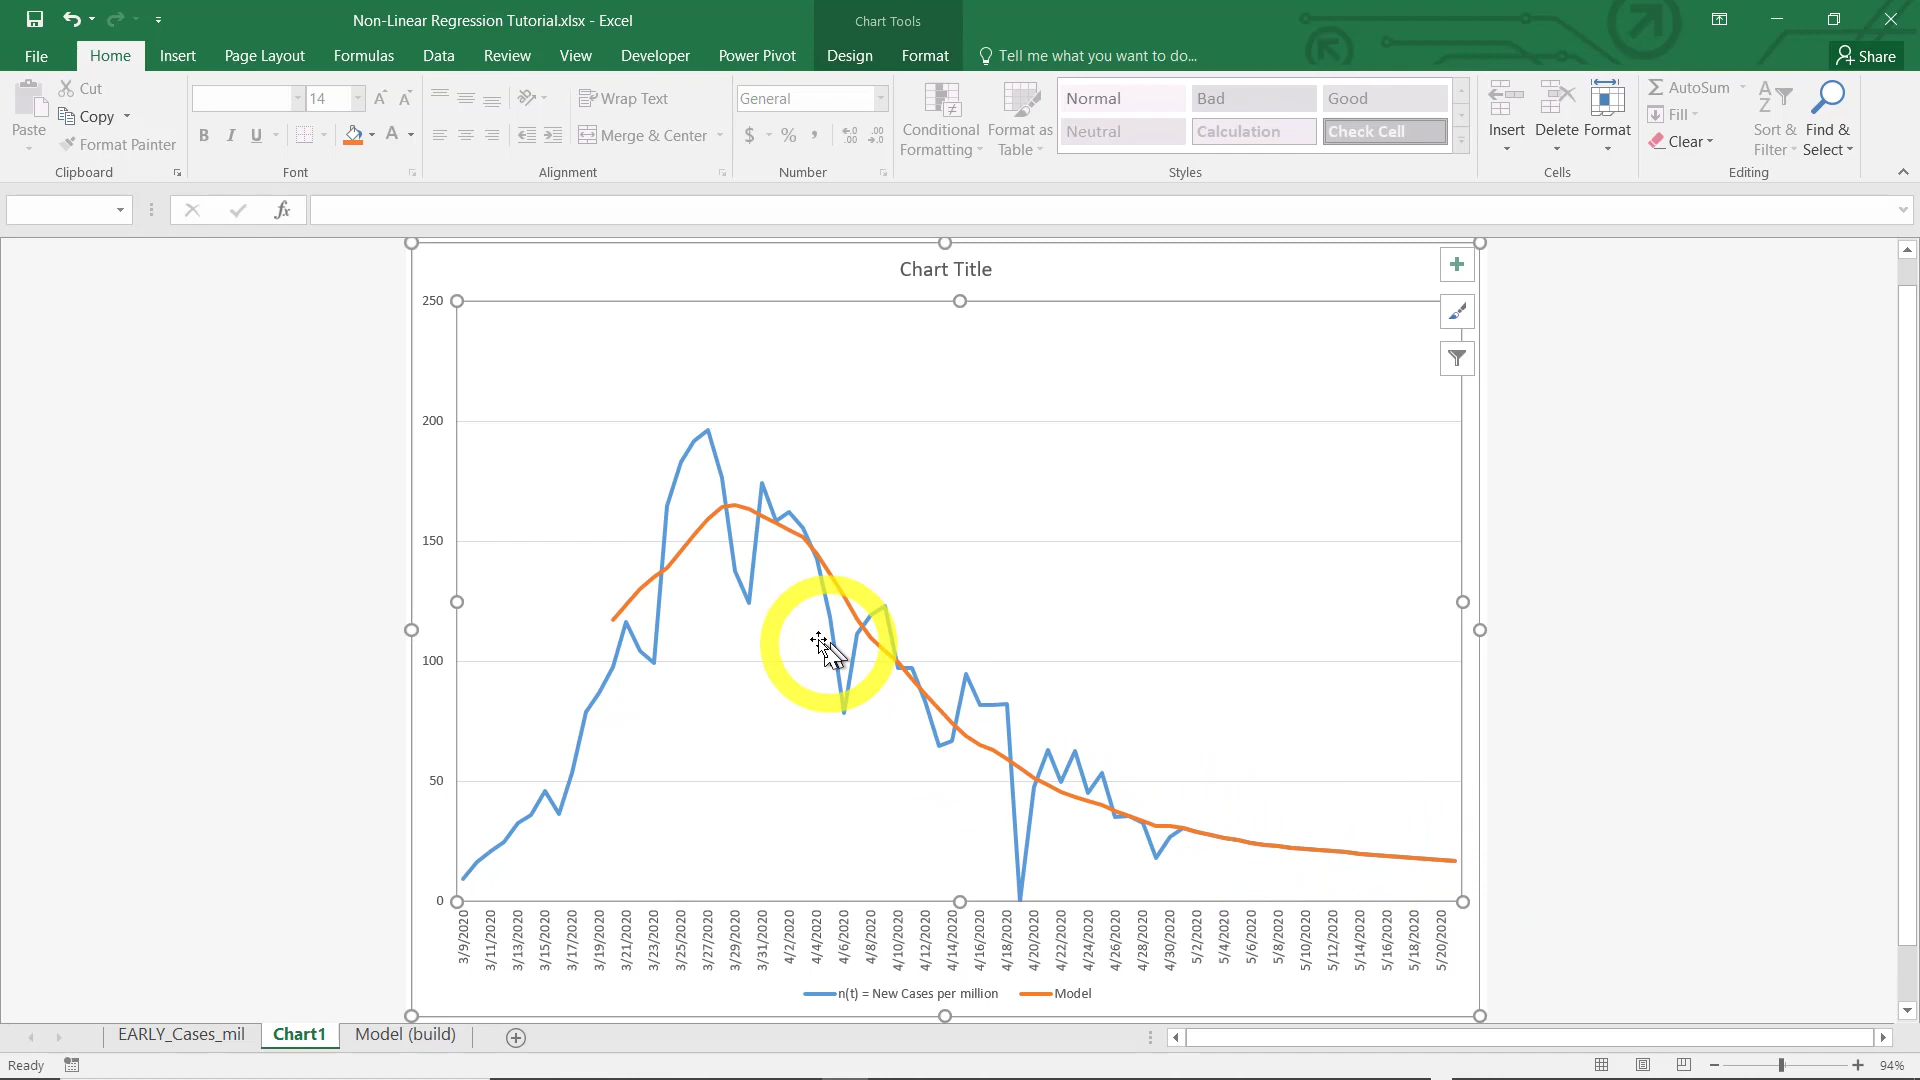 Non-Linear Regression Tutorial.xlsx - Excel
Chart Tools
File Home Insert Page Layout Formulas Data Review View Developer Power Pivot Design Format Tell me what you want to do... Share
Paste
Cut
Copy
Format Painter
Clipboard
14
A A
B I U A
Font
Wrap Text
Merge & Center
Alignment
General
$ % ,
Number
Conditional
Formatting
Format as
Table
Normal Bad Good
Neutral Calculation Check Cell
Styles
Insert Delete Format
Cells
AutoSum
Fill
Clear
Sort &
Filter
Find &
Select
Editing
fx
Chart Title
250
200
150
100
50
0
3/9/2020
3/11/2020
3/13/2020
3/15/2020
3/17/2020
3/19/2020
3/21/2020
3/23/2020
3/25/2020
3/27/2020
3/29/2020
3/31/2020
4/2/2020
4/4/2020
4/6/2020
4/8/2020
4/10/2020
4/12/2020
4/14/2020
4/16/2020
4/18/2020
4/20/2020
4/22/2020
4/24/2020
4/26/2020
4/28/2020
4/30/2020
5/2/2020
5/4/2020
5/6/2020
5/8/2020
5/10/2020
5/12/2020
5/14/2020
5/16/2020
5/18/2020
5/20/2020
n(t) = New Cases per million Model
EARLY_Cases_mil Chart1 Model (build)
Ready
94%